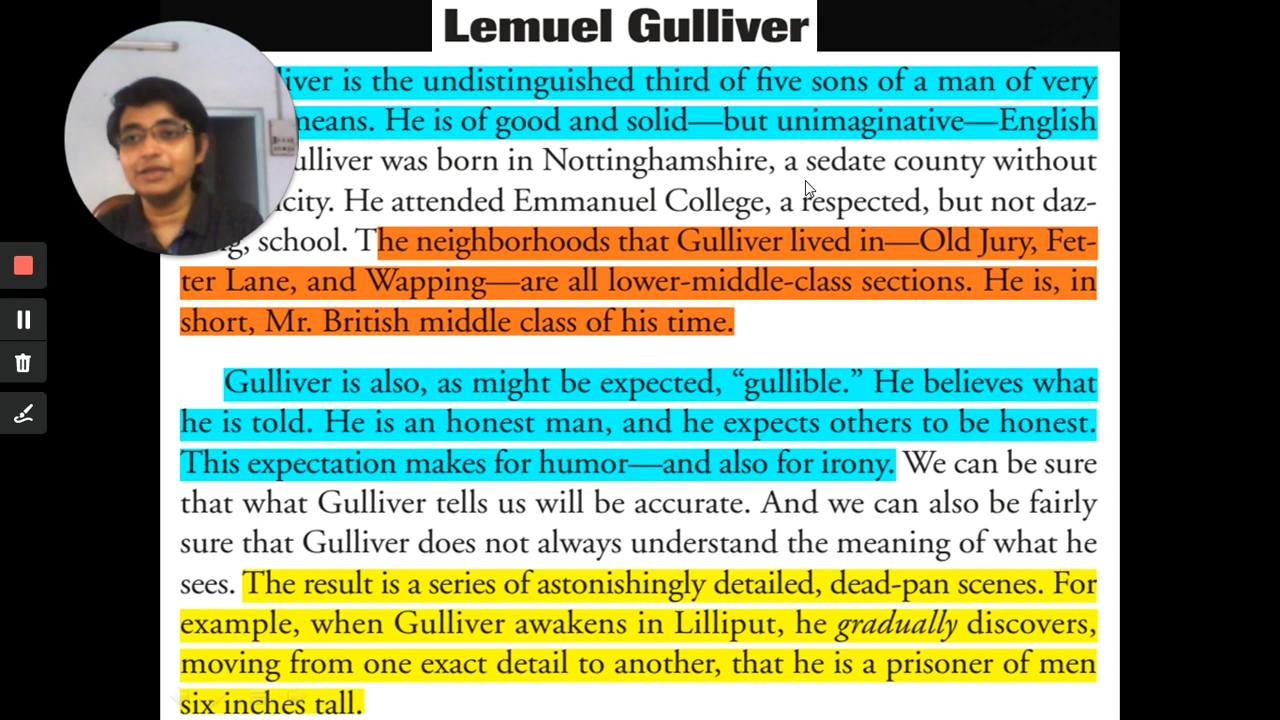 Lemuel Gulliver
is the undistinguished third of five sons of a man of very
means. He is of good and solid—but unimaginative—English
was born in Nottinghamshire, a sedate county without
He attended Emmanuel College, a respected, but not daz-
school. The neighborhoods that Gulliver lived in—Old Jury, Fet-
ter Lane, and Wapping—are all lower-middle-class sections. He is, in
short, Mr. British middle class of his time.
Gulliver is also, as might be expected, “gullible.” He believes what
he is told. He is an honest man, and he expects others to be honest.
This expectation makes for humor—and also for irony. We can be sure
that what Gulliver tells us will be accurate. And we can also be fairly
sure that Gulliver does not always understand the meaning of what he
sees. The result is a series of astonishingly detailed, dead-pan scenes. For
example, when Gulliver awakens in Lilliput, he gradually discovers,
moving from one exact detail to another, that he is a prisoner of men
six inches tall.